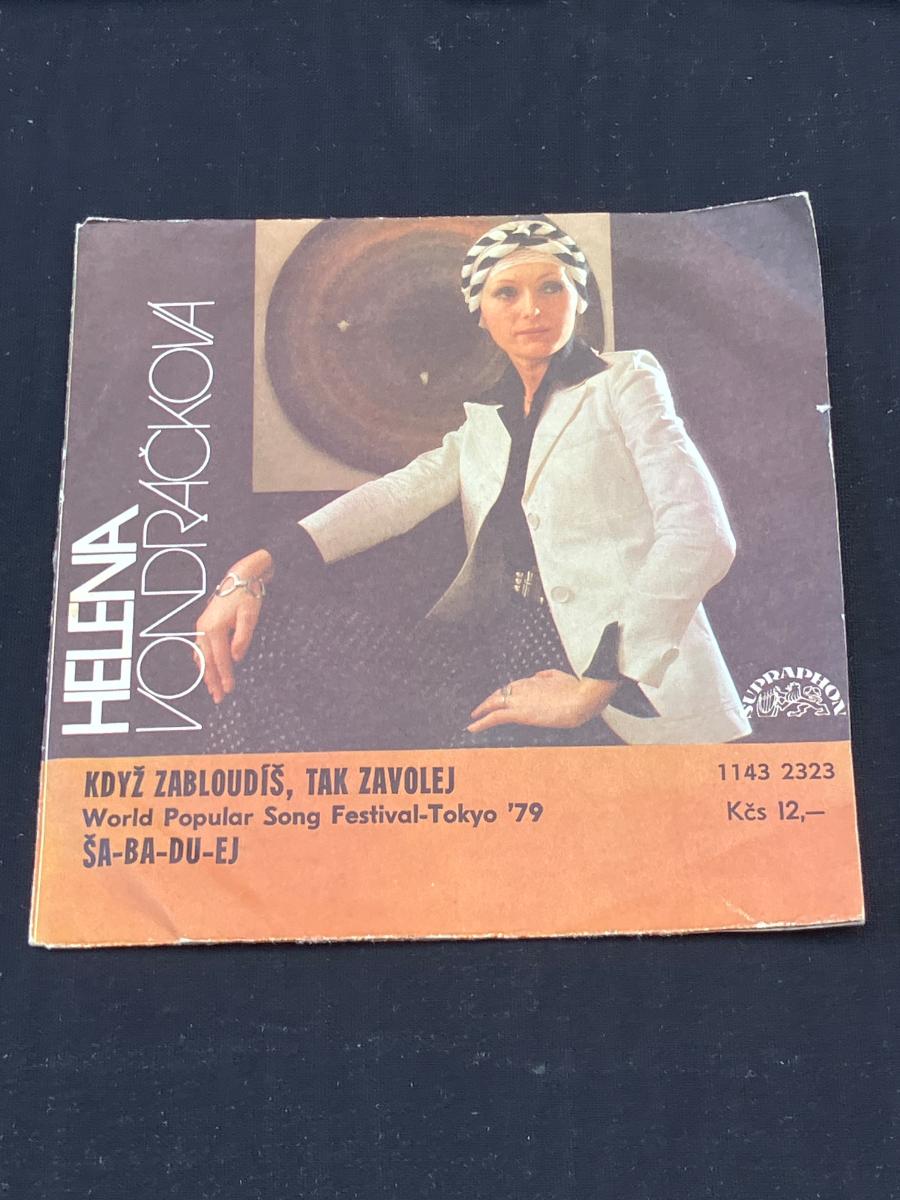 HELENA
VONDRÁČKOVÁ
SUPRAPHON
KDYŽ ZABLOUDÍŠ, TAK ZAVOLEJ
World Popular Song Festival-Tokyo '79
ŠA-BA-DU-EJ
1143 2323
Kčs 12,—